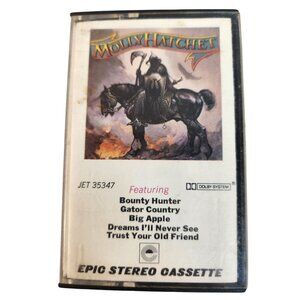 MOLLY HATCHET
JET 35347
DOLBY SYSTEM
Featuring
Bounty Hunter
Gator Country
Big Apple
Dreams I'll Never See
Trust Your Old Friend
EPIC STEREO CASSETTE